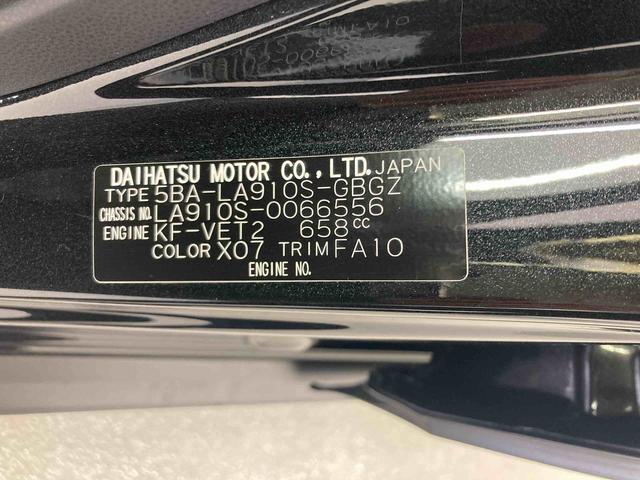 DAIHATSU MOTOR CO., LTD. JAPAN
TYPE 5BA-LA910S-GBGZ
CHASSIS NO. LA910S-0066556
ENGINE KF-VET2 658CC
COLOR X07 TRIM FA10
ENGINE NO.